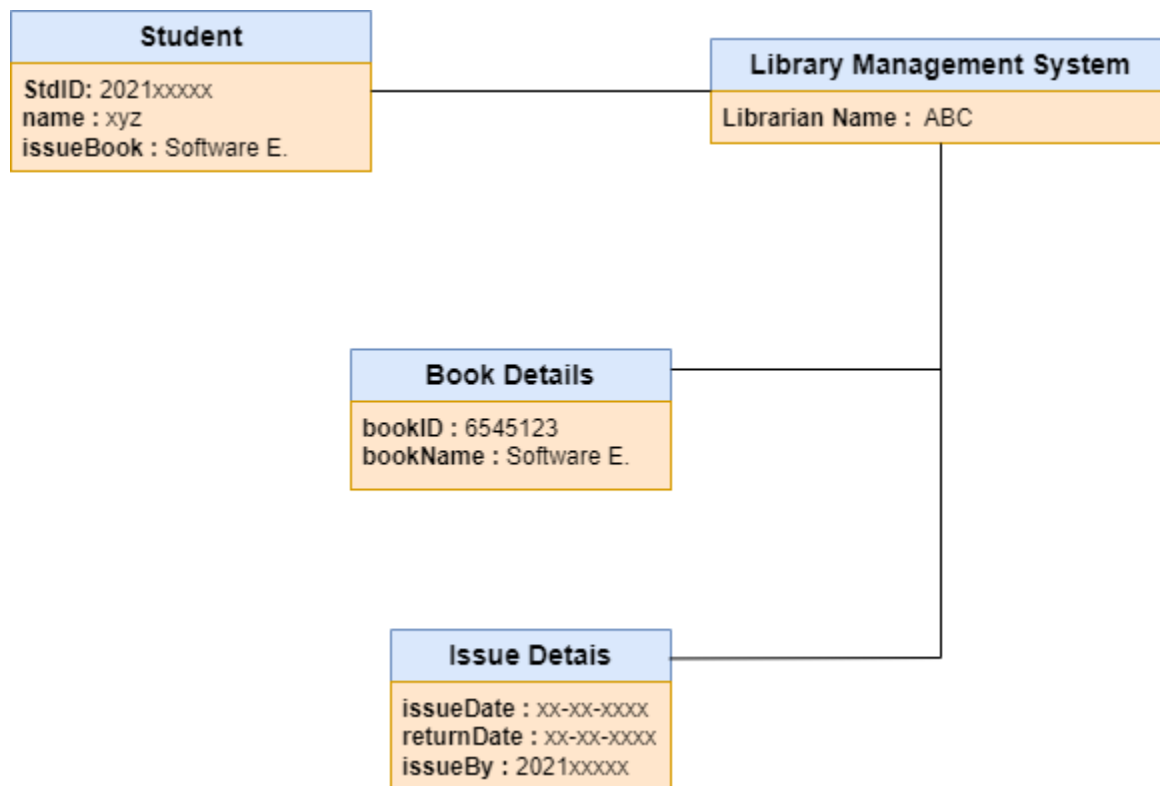 Student
StdID: 2021xxxxx
name : xyz
issueBook : Software E.
Library Management System
Librarian Name : ABC
Book Details
bookID : 6545123
bookName : Software E.
Issue Detais
issueDate : xx-xx-xxxx
returnDate : xx-xx-xxxx
issueBy : 2021xxxxx